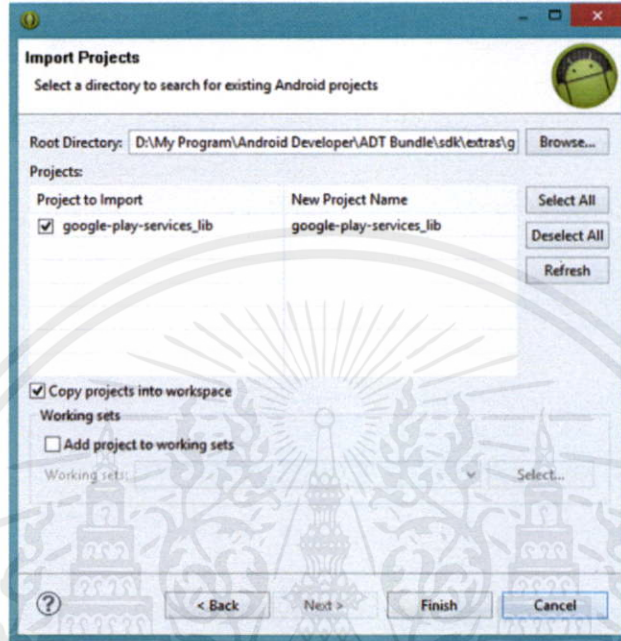 Import Projects
Select a directory to search for existing Android projects
Root Directory: D:\My Program\Android Developer\ADT Bundle\sdk\extras\g Browse...
Projects:
Project to Import New Project Name Select All
google-play-services_lib google-play-services_lib
Deselect All
Refresh
Copy projects into workspace
Working sets
Add project to working sets
Working sets: Select...
? < Back Next > Finish Cancel